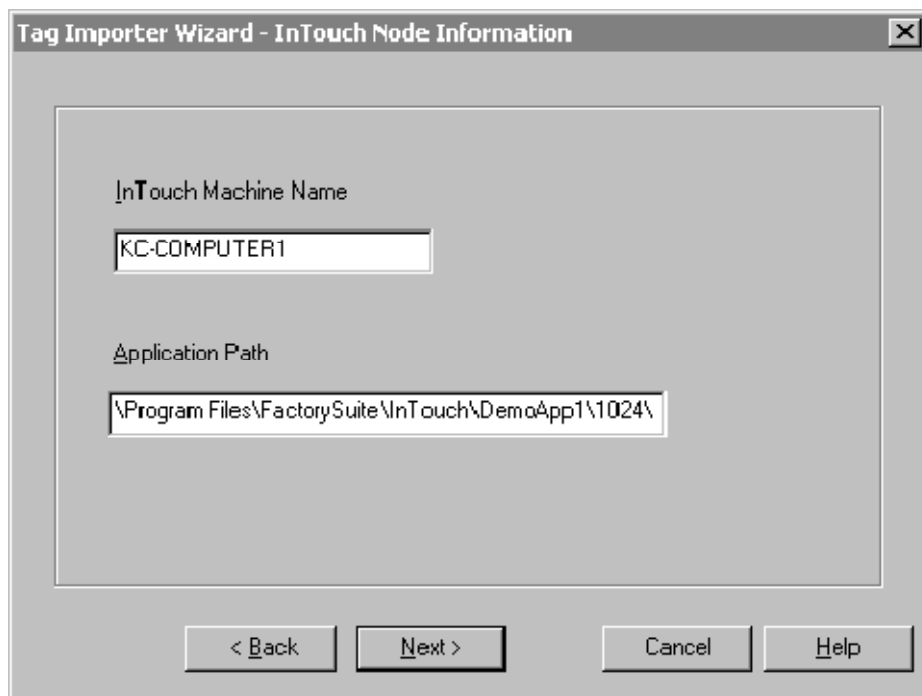 Tag Importer Wizard - InTouch Node Information
InTouch Machine Name
KC-COMPUTER1
Application Path
\Program Files\FactorySuite\InTouch\DemoApp1\1024\
< Back
Next >
Cancel
Help